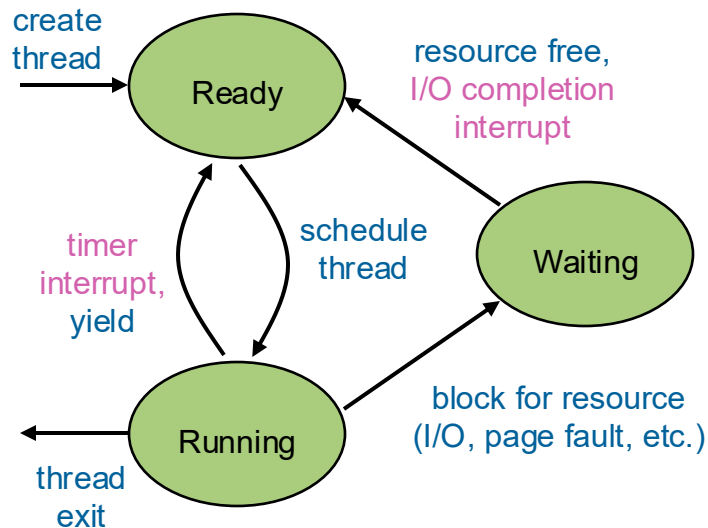 create
thread
Ready
resource free,
I/O completion
interrupt
timer
interrupt,
yield
schedule
thread
Waiting
Running
block for resource
(I/O, page fault, etc.)
thread
exit